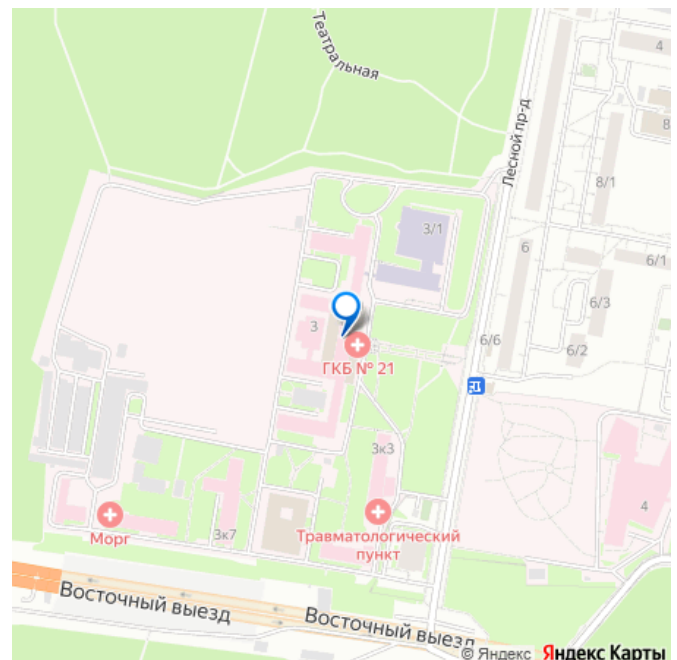 Театральная
4
Лесной пр-д
8
8/1
3/1
6
6/1
6/3
3
6/6
6/2
ГКБ № 21
3к3
4
Травматологический
пункт
Морг
3к7
Восточный выезд
Восточный выезд
© Яндекс Яндекс Карты